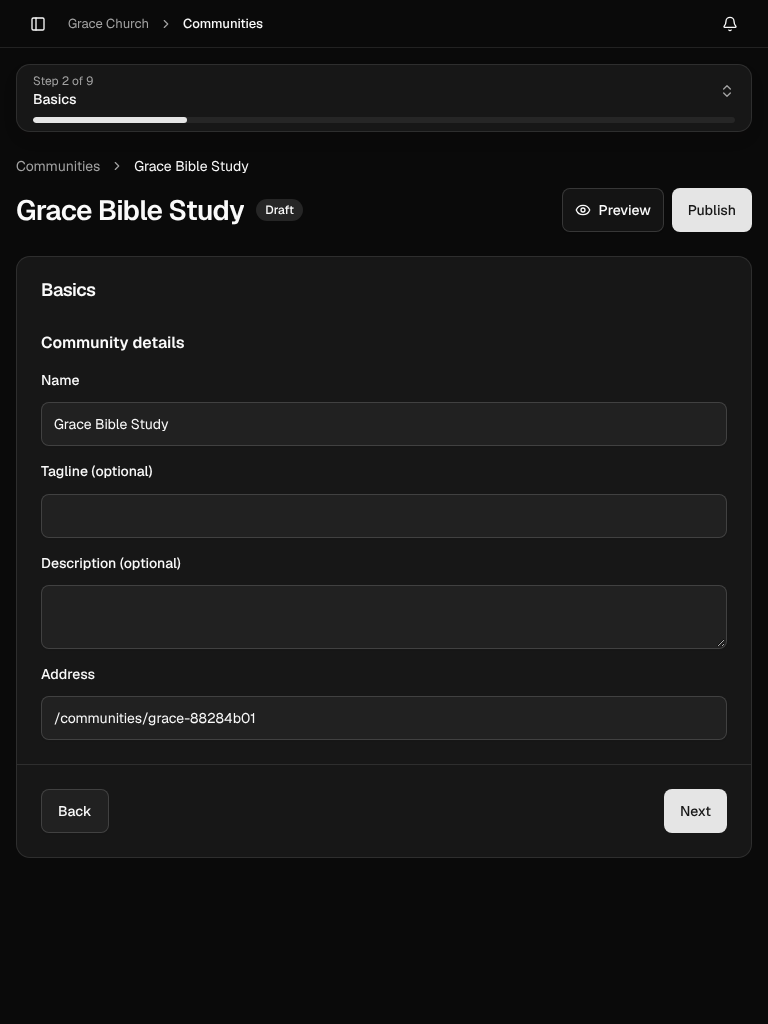 Grace Church > Communities
Step 2 of 9
Basics
Communities > Grace Bible Study
Grace Bible Study Draft Preview Publish
Basics
Community details
Name
Grace Bible Study
Tagline (optional)
Description (optional)
Address
/communities/grace-88284b01
Back Next